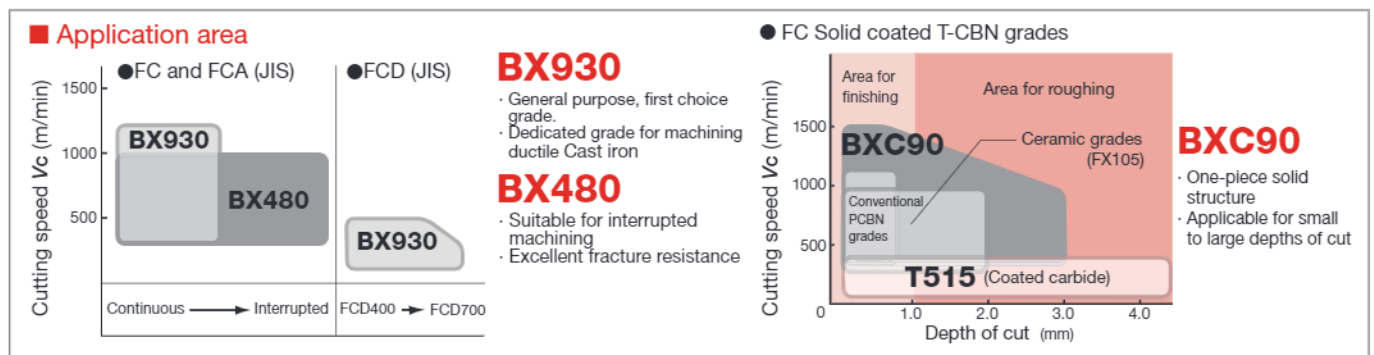 Application area
●FC and FCA (JIS)
●FCD (JIS)
Cutting speed Vc (m/min)
1500
1000
500
BX930
BX480
BX930
Continuous
Interrupted
FCD400
FCD700
BX930
· General purpose, first choice
grade.
· Dedicated grade for machining
ductile Cast iron
BX480
· Suitable for interrupted
machining
· Excellent fracture resistance
● FC Solid coated T-CBN grades
Cutting speed Vc (m/min)
1500
1000
500
0
Area for
finishing
Area for roughing
BXC90
Ceramic grades
(FX105)
Conventional
PCBN
grades
T515 (Coated carbide)
1.0
2.0
3.0
4.0
Depth of cut (mm)
BXC90
· One-piece solid
structure
· Applicable for small
to large depths of cut